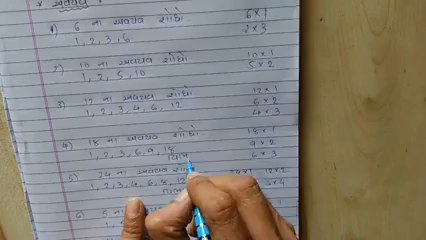 * અવયવ *
1) 6 ના અવયવ શોધો 6 x 1
1, 2, 3, 6 2 x 3
2) 10 ના અવયવ શોધો 10 x 1
1, 2, 5, 10 5 x 2
3) 12 ના અવયવ શોધો 12 x 1
1, 2, 3, 4, 6, 12 6 x 2
4 x 3
4) 18 ના અવયવ શોધો 18 x 1
1, 2, 3, 6, 9, 18 9 x 2
6 x 3
5) 24 ના અવયવ શોધો 24 x 1 12 x 2
1, 2, 3, 4, 6, 8, 12 6 x 4
6) 5 ના અવયવ શોધો